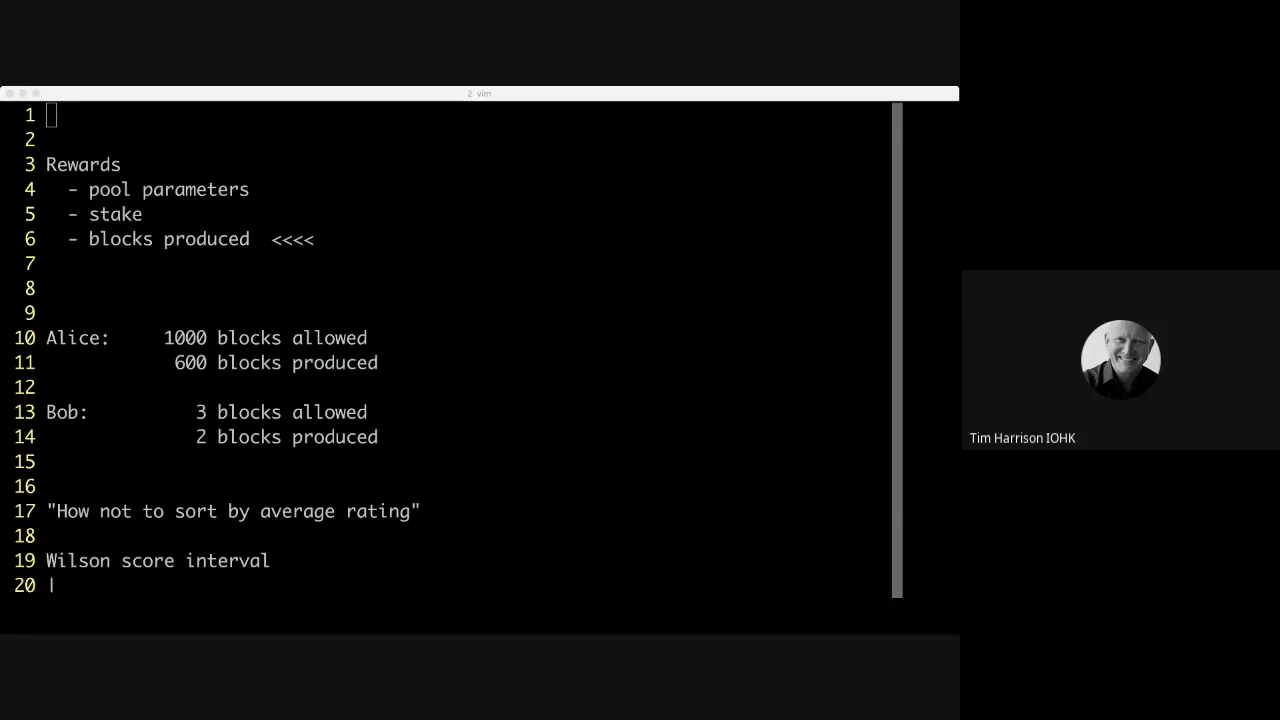 2 vim
1
2
3 Rewards
4 - pool parameters
5 - stake
6 - blocks produced <<<<
7
8
9
10 Alice: 1000 blocks allowed
11 600 blocks produced
12
13 Bob: 3 blocks allowed
14 2 blocks produced
15
16
17 "How not to sort by average rating"
18
19 Wilson score interval
20 |
Tim Harrison IOHK